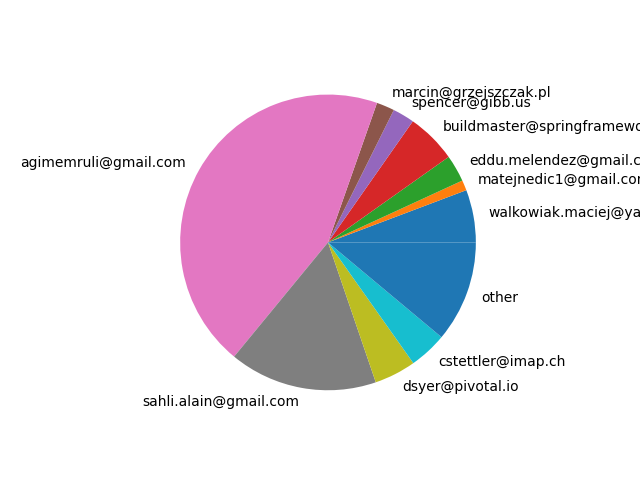 marcin@grzejszczak.pl
spencer@gibb.us
buildmaster@springframewo
eddu.melendez@gmail.c
agimemruli@gmail.com
matejnedic1@gmail.com
walkowiak.maciej@ya
other
cstettler@imap.ch
dsyer@pivotal.io
sahli.alain@gmail.com